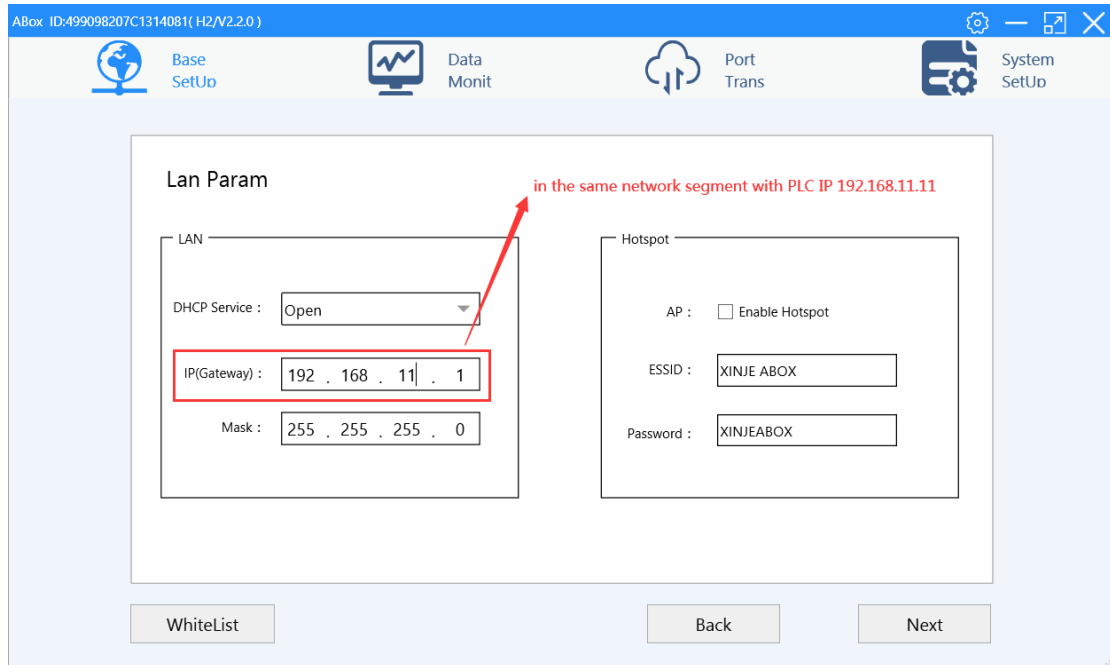 ABox ID:499098207C1314081( H2/V2.2.0 )
Base
SetUp
Data
Monit
Port
Trans
System
SetUp
Lan Param
in the same network segment with PLC IP 192.168.11.11
LAN
DHCP Service :
Open
IP(Gateway) :
192 . 168 . 11 . 1
Mask :
255 . 255 . 255 . 0
Hotspot
AP :
Enable Hotspot
ESSID :
XINJE ABOX
Password :
XINJEABOX
WhiteList
Back
Next